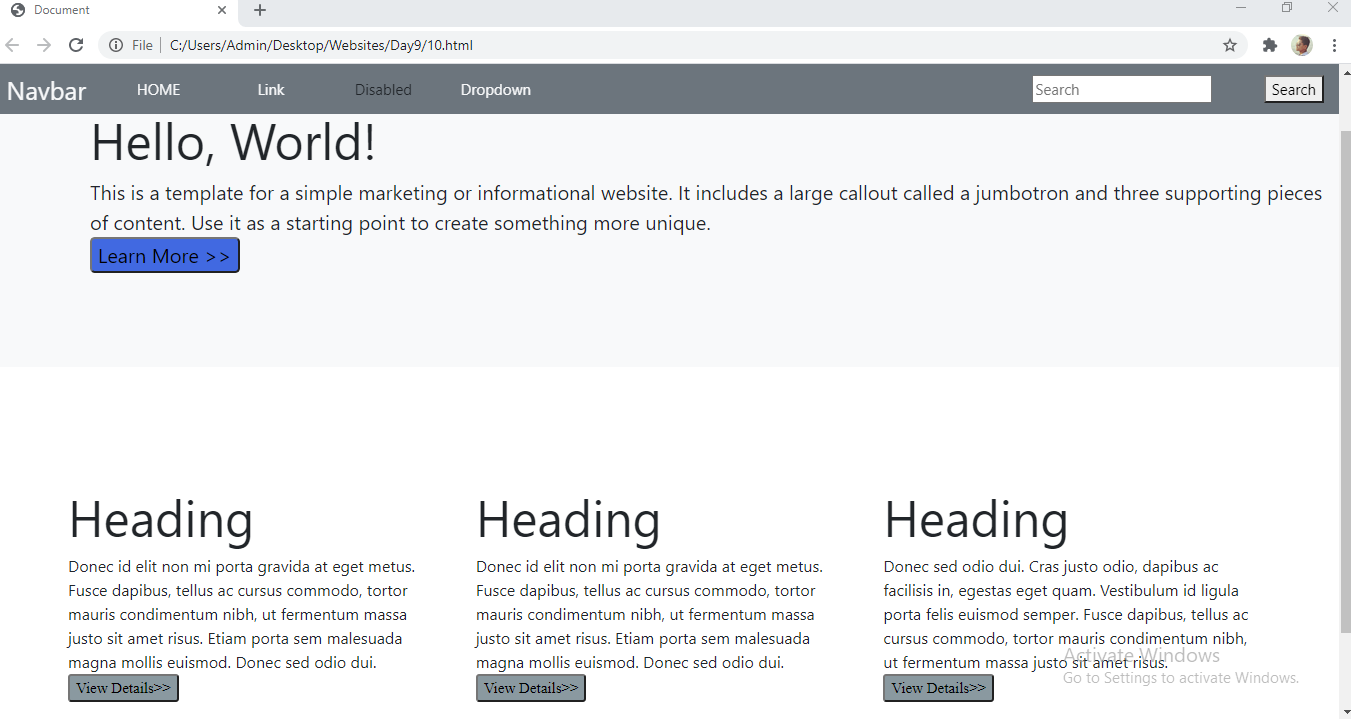 Document
File | C:/Users/Admin/Desktop/Websites/Day9/10.html
Navbar HOME Link Disabled Dropdown Search Search
Hello, World!
This is a template for a simple marketing or informational website. It includes a large callout called a jumbotron and three supporting pieces
of content. Use it as a starting point to create something more unique.
Learn More >>
Heading
Donec id elit non mi porta gravida at eget metus.
Fusce dapibus, tellus ac cursus commodo, tortor
mauris condimentum nibh, ut fermentum massa
justo sit amet risus. Etiam porta sem malesuada
magna mollis euismod. Donec sed odio dui.
View Details>>
Heading
Donec id elit non mi porta gravida at eget metus.
Fusce dapibus, tellus ac cursus commodo, tortor
mauris condimentum nibh, ut fermentum massa
justo sit amet risus. Etiam porta sem malesuada
magna mollis euismod. Donec sed odio dui.
View Details>>
Heading
Donec sed odio dui. Cras justo odio, dapibus ac
facilisis in, egestas eget quam. Vestibulum id ligula
porta felis euismod semper. Fusce dapibus, tellus ac
cursus commodo, tortor mauris condimentum nibh,
ut fermentum massa justo sit amet risus.
View Details>>
Activate Windows
Go to Settings to activate Windows.